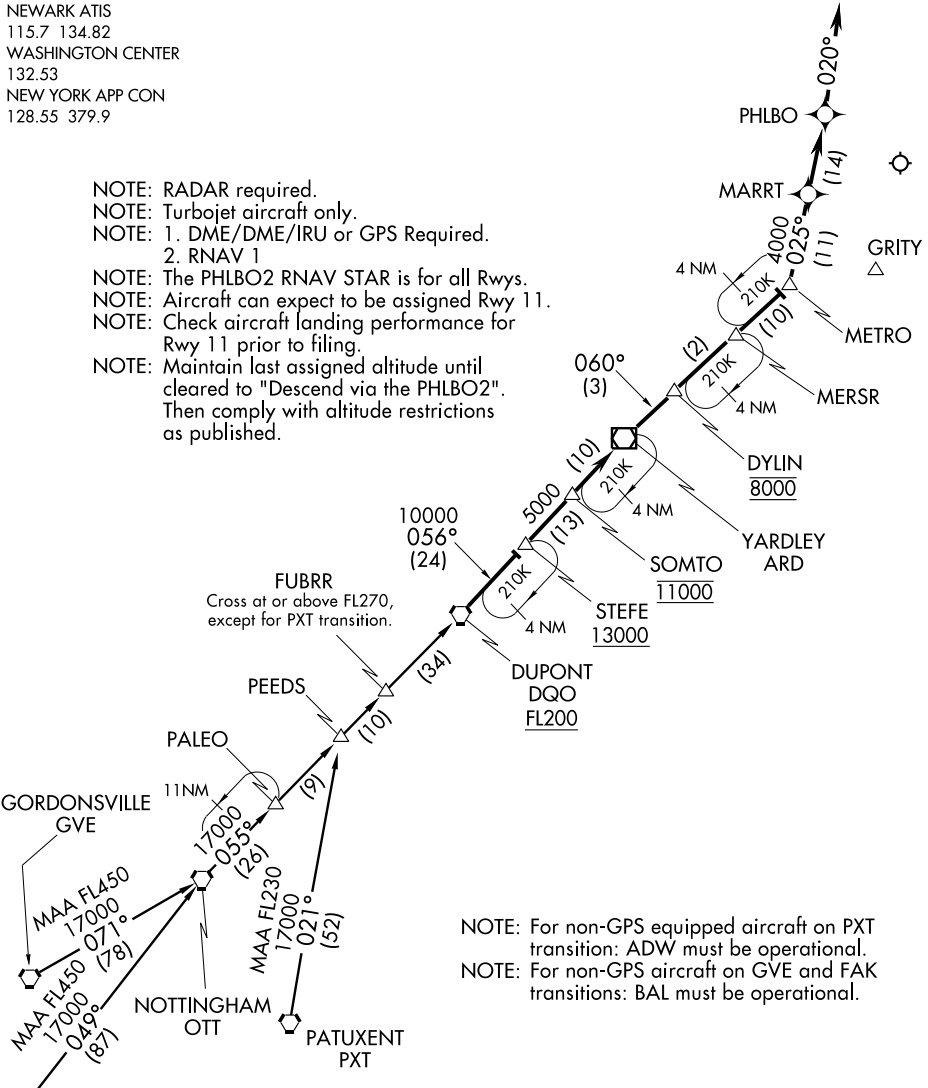 NEWARK ATIS
115.7 134.82
WASHINGTON CENTER
132.53
NEW YORK APP CON
128.55 379.9
020°
PHLBO
(14)
MARRT
NOTE: RADAR required.
NOTE: Turbojet aircraft only.
NOTE: 1. DME/DME/IRU or GPS Required.
2. RNAV 1
NOTE: The PHLBO2 RNAV STAR is for all Rwys.
NOTE: Aircraft can expect to be assigned Rwy 11.
NOTE: Check aircraft landing performance for
Rwy 11 prior to filing.
NOTE: Maintain last assigned altitude until
cleared to "Descend via the PHLBO2".
Then comply with altitude restrictions
as published.
4000
025°
(11)
GRITY
4 NM
210K
(10)
METRO
(2)
210K
4 NM
MERSR
060°
(3)
DYLIN
8000
(10)
210K
4 NM
YARDLEY
ARD
5000
(13)
SOMTO
11000
10000
056°
(24)
210K
4 NM
STEFE
13000
FUBRR
Cross at or above FL270,
except for PXT transition.
(34)
DUPONT
DQO
FL200
PEEDS
(10)
PALEO
(9)
11NM
17000
055°
(26)
GORDONSVILLE
GVE
MAA FL450
17000
071°
(78)
MAA FL450
17000
049°
(87)
NOTTINGHAM
OTT
MAA FL230
17000
021°
(52)
PATUXENT
PXT
NOTE: For non-GPS equipped aircraft on PXT
transition: ADW must be operational.
NOTE: For non-GPS aircraft on GVE and FAK
transitions: BAL must be operational.